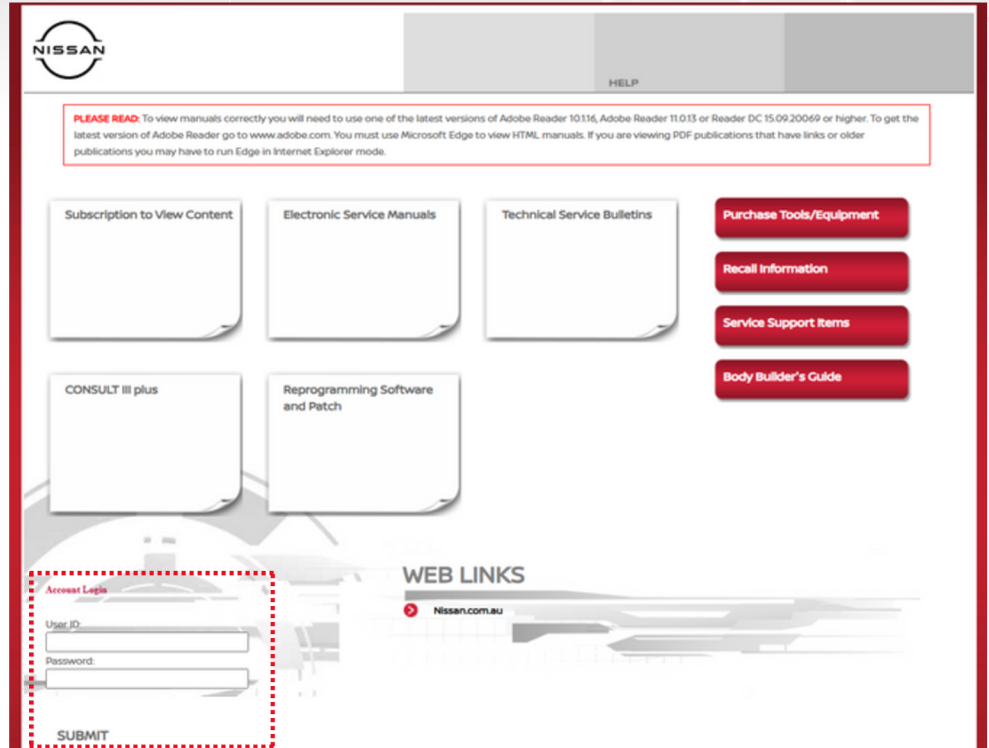 NISSAN
HELP
PLEASE READ: To view manuals correctly you will need to use one of the latest versions of Adobe Reader 10.1.16, Adobe Reader 11.0.13 or Reader DC 15.09.20069 or higher. To get the
latest version of Adobe Reader go to www.adobe.com. You must use Microsoft Edge to view HTML manuals. If you are viewing PDF publications that have links or older
publications you may have to run Edge in Internet Explorer mode.
Subscription to View Content
Electronic Service Manuals
Technical Service Bulletins
Purchase Tools/Equipment
Recall Information
Service Support Items
Body Builder's Guide
CONSULT III plus
Reprogramming Software
and Patch
WEB LINKS
Nissan.com.au
Account Login
User ID:
Password:
SUBMIT